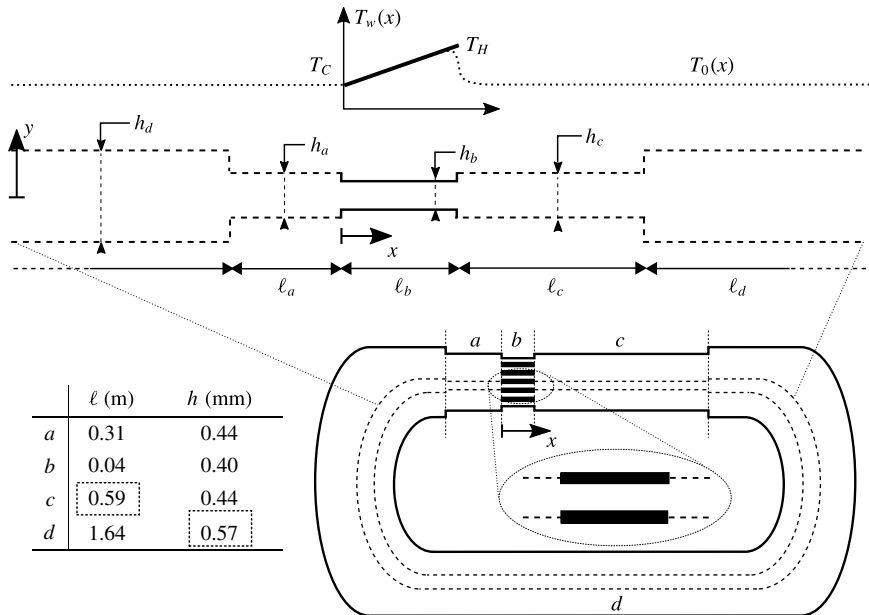 T_w(x)
T_C
T_H
T_0(x)
y
h_d
h_a
h_b
h_c
x
ℓ_a
ℓ_b
ℓ_c
ℓ_d
a b c
x
ℓ (m) h (mm)
a 0.31 0.44
b 0.04 0.40
c 0.59 0.44
d 1.64 0.57
d